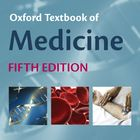 Oxford Textbook of
Medicine
FIFTH EDITION